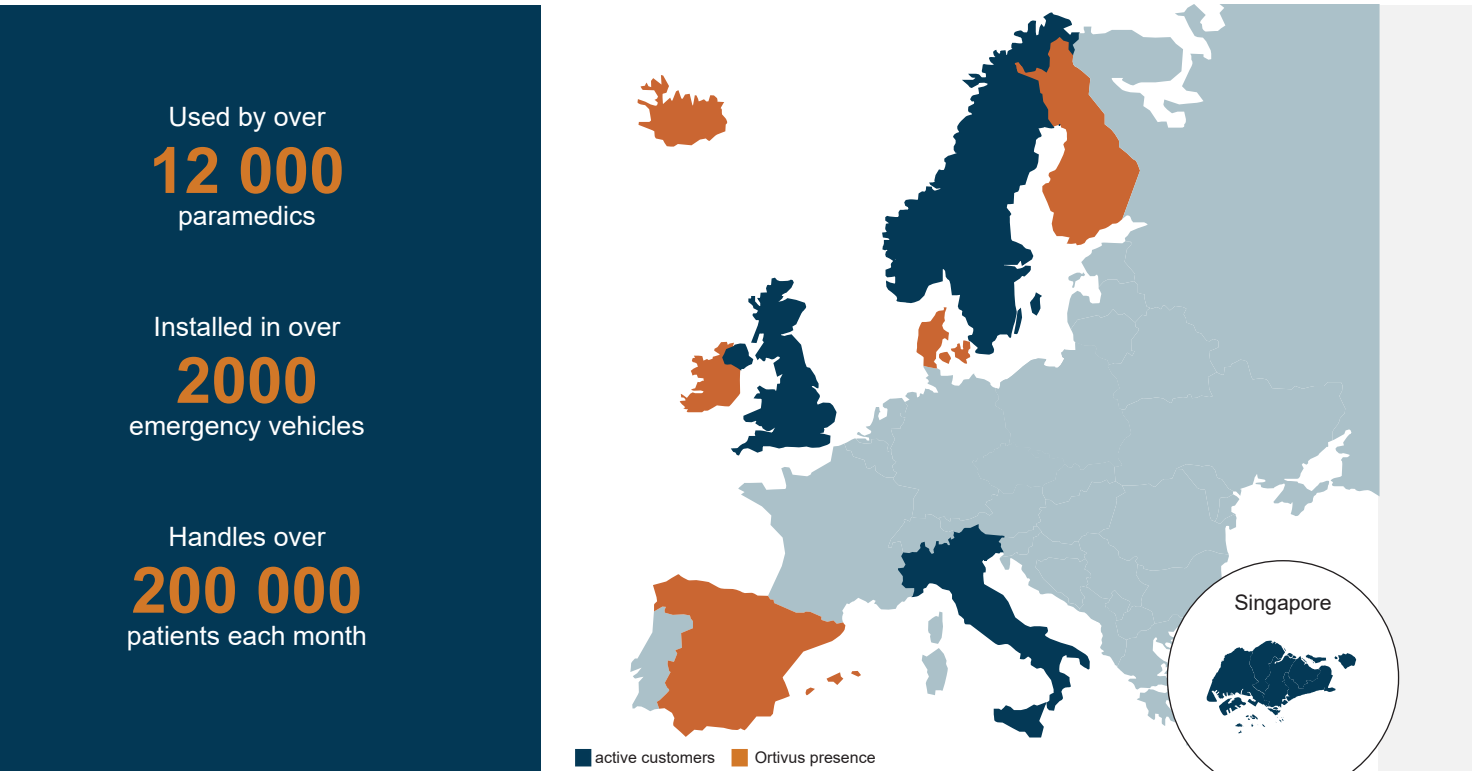 Used by over
12 000
paramedics
Installed in over
2000
emergency vehicles
Handles over
200 000
patients each month
Singapore
active customers
Ortivus presence